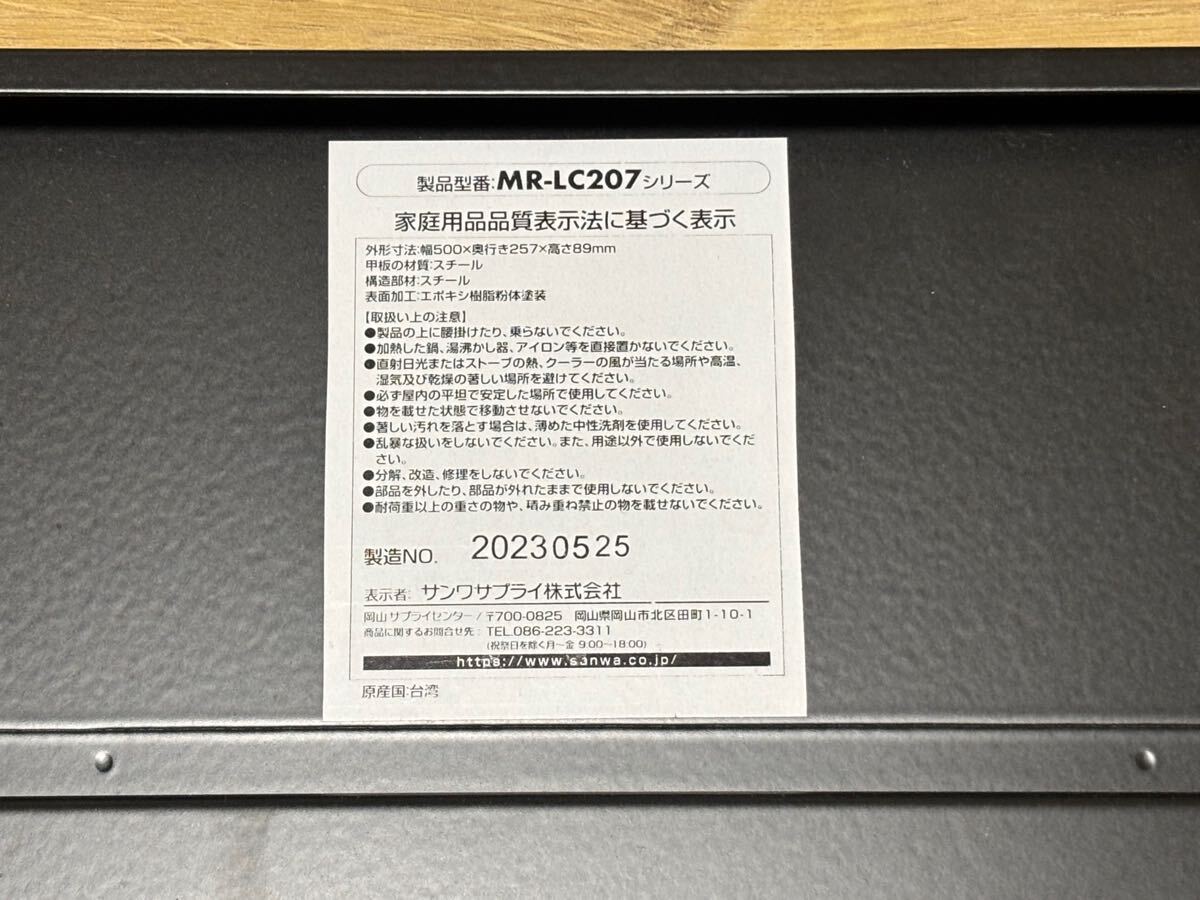 製品型番:MR-LC207シリーズ
家庭用品品質表示法に基づく表示
外形寸法:幅500×奥行き257×高さ89mm
甲板の材質:スチール
構造部材:スチール
表面加工:エポキシ樹脂粉体塗装
【取扱い上の注意】
●製品の上に腰掛けたり、乗らないでください。
●加熱した鍋、湯沸かし器、アイロン等を直接置かないでください。
●直射日光またはストーブの熱、クーラーの風が当たる場所や高温、
湿気及び乾燥の著しい場所を避けてください。
●必ず屋内の平坦で安定した場所で使用してください。
●物を載せた状態で移動させないでください。
●著しい汚れを落とす場合は、薄めた中性洗剤を使用してください。
●乱暴な扱いをしないでください。また、用途以外で使用しないでくだ
さい。
●分解、改造、修理をしないでください。
●部品を外したり、部品が外れたままで使用しないでください。
●耐荷重以上の重さの物や、積み重ね禁止の物を載せないでください。
製造NO. 20230525
表示者: サンワサプライ株式会社
岡山サプライセンター/〒700-0825 岡山県岡山市北区田町1-10-1
商品に関するお問合せ先: TEL.086-223-3311
(祝祭日を除く月〜金 9:00〜18:00)
https://www.sanwa.co.jp/
原産国:台湾